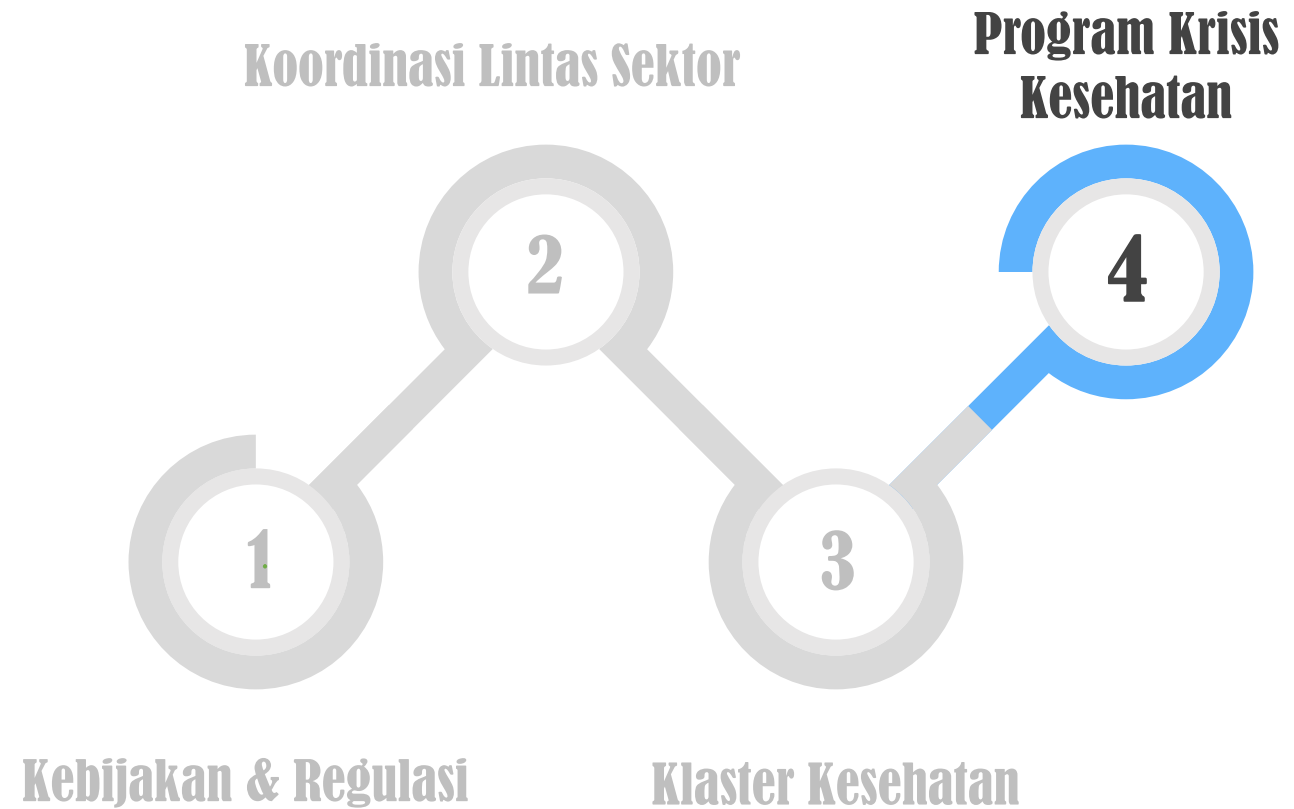 Koordinasi Lintas Sektor
Program Krisis
Kesehatan
2
4
1
3
Kebijakan & Regulasi
Klaster Kesehatan